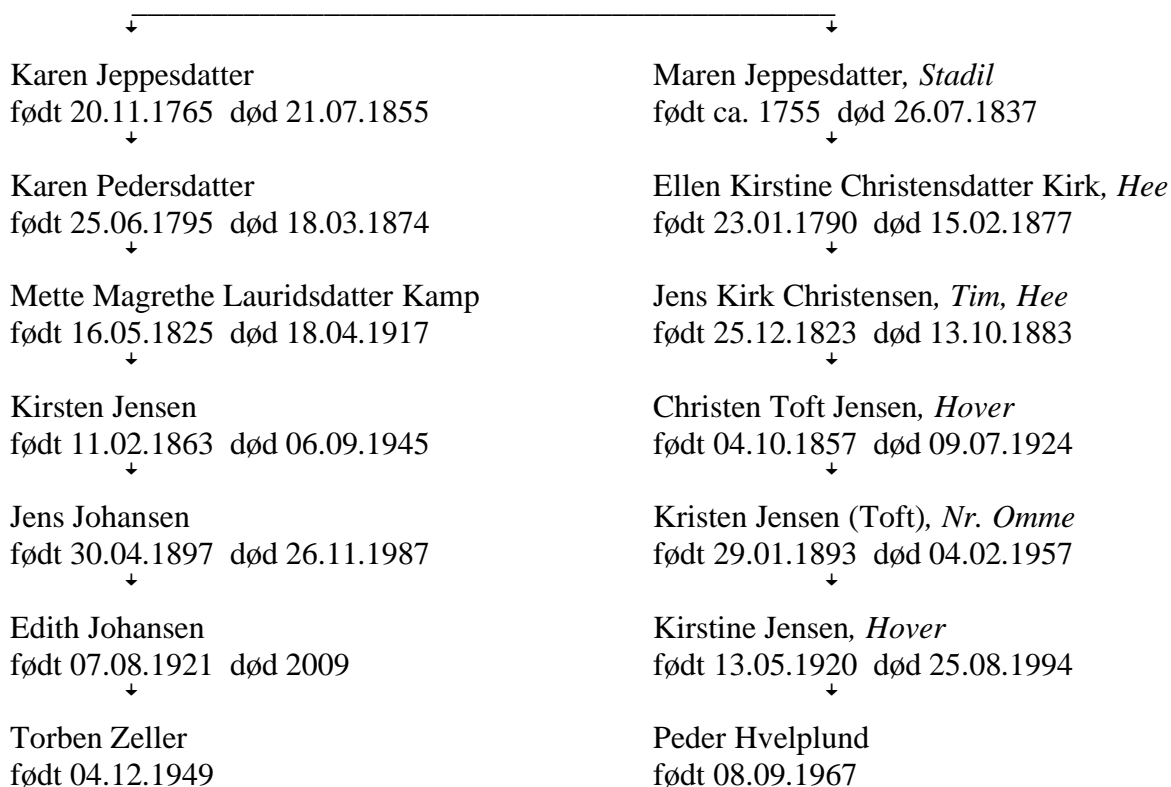 Karen Jeppesdatter
født 20.11.1765 død 21.07.1855
Karen Pedersdatter
født 25.06.1795 død 18.03.1874
Mette Magrethe Lauridsdatter Kamp
født 16.05.1825 død 18.04.1917
Kirsten Jensen
født 11.02.1863 død 06.09.1945
Jens Johansen
født 30.04.1897 død 26.11.1987
Edith Johansen
født 07.08.1921 død 2009
Torben Zeller
født 04.12.1949
Maren Jeppesdatter, Stadil
født ca. 1755 død 26.07.1837
Ellen Kirstine Christensdatter Kirk, Hee
født 23.01.1790 død 15.02.1877
Jens Kirk Christensen, Tim, Hee
født 25.12.1823 død 13.10.1883
Christen Toft Jensen, Hover
født 04.10.1857 død 09.07.1924
Kristen Jensen (Toft), Nr. Omme
født 29.01.1893 død 04.02.1957
Kirstine Jensen, Hover
født 13.05.1920 død 25.08.1994
Peder Hvelplund
født 08.09.1967